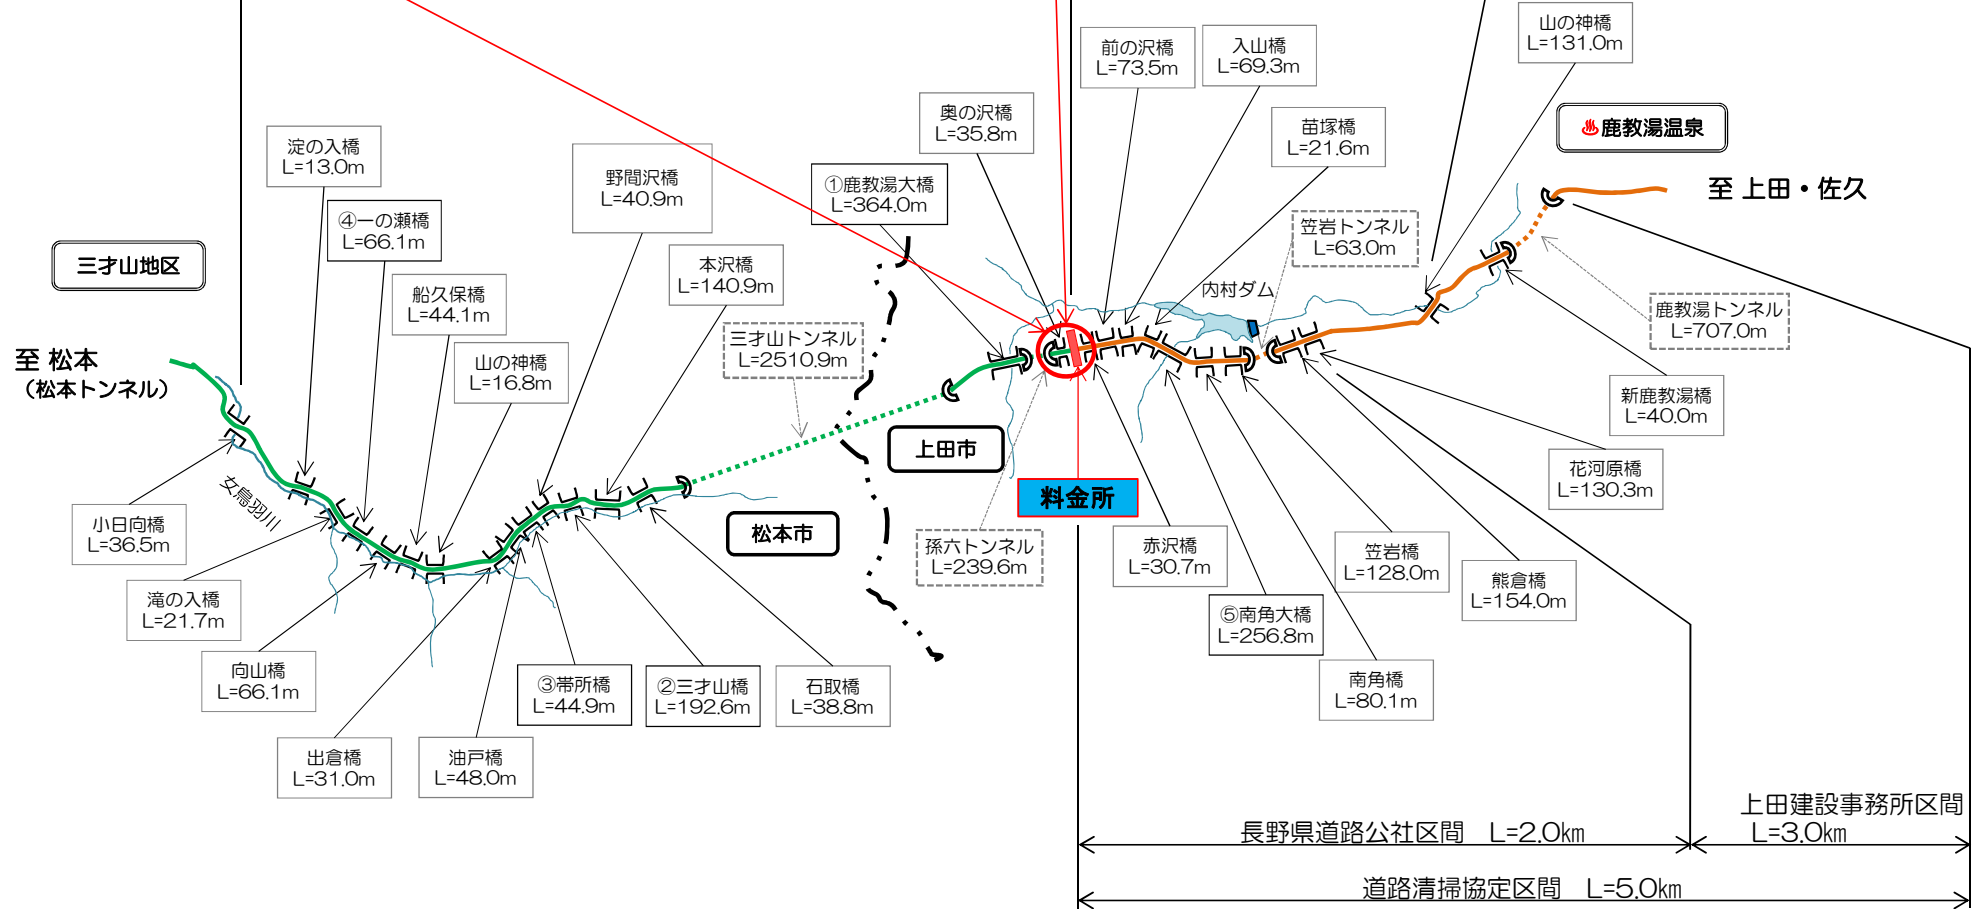 山の神橋
L=131.0m
前の沢橋
L=73.5m
入山橋
L=69.3m
奥の沢橋
L=35.8m
苗塚橋
L=21.6m
♨鹿教湯温泉
淀の入橋
L=13.0m
野間沢橋
L=40.9m
①鹿教湯大橋
L=364.0m
至 上田・佐久
④一の瀬橋
L=66.1m
笠岩トンネル
L=63.0m
三才山地区
本沢橋
L=140.9m
船久保橋
L=44.1m
内村ダム
鹿教湯トンネル
L=707.0m
三才山トンネル
L=2510.9m
至 松本
（松本トンネル）
山の神橋
L=16.8m
新鹿教湯橋
L=40.0m
上田市
花河原橋
L=130.3m
女鳥羽川
料金所
小日向橋
L=36.5m
松本市
孫六トンネル
L=239.6m
赤沢橋
L=30.7m
笠岩橋
L=128.0m
熊倉橋
L=154.0m
滝の入橋
L=21.7m
⑤南角大橋
L=256.8m
向山橋
L=66.1m
③帯所橋
L=44.9m
②三才山橋
L=192.6m
石取橋
L=38.8m
南角橋
L=80.1m
出倉橋
L=31.0m
油戸橋
L=48.0m
上田建設事務所区間
L=3.0㎞
長野県道路公社区間　L=2.0㎞
道路清掃協定区間　L=5.0㎞